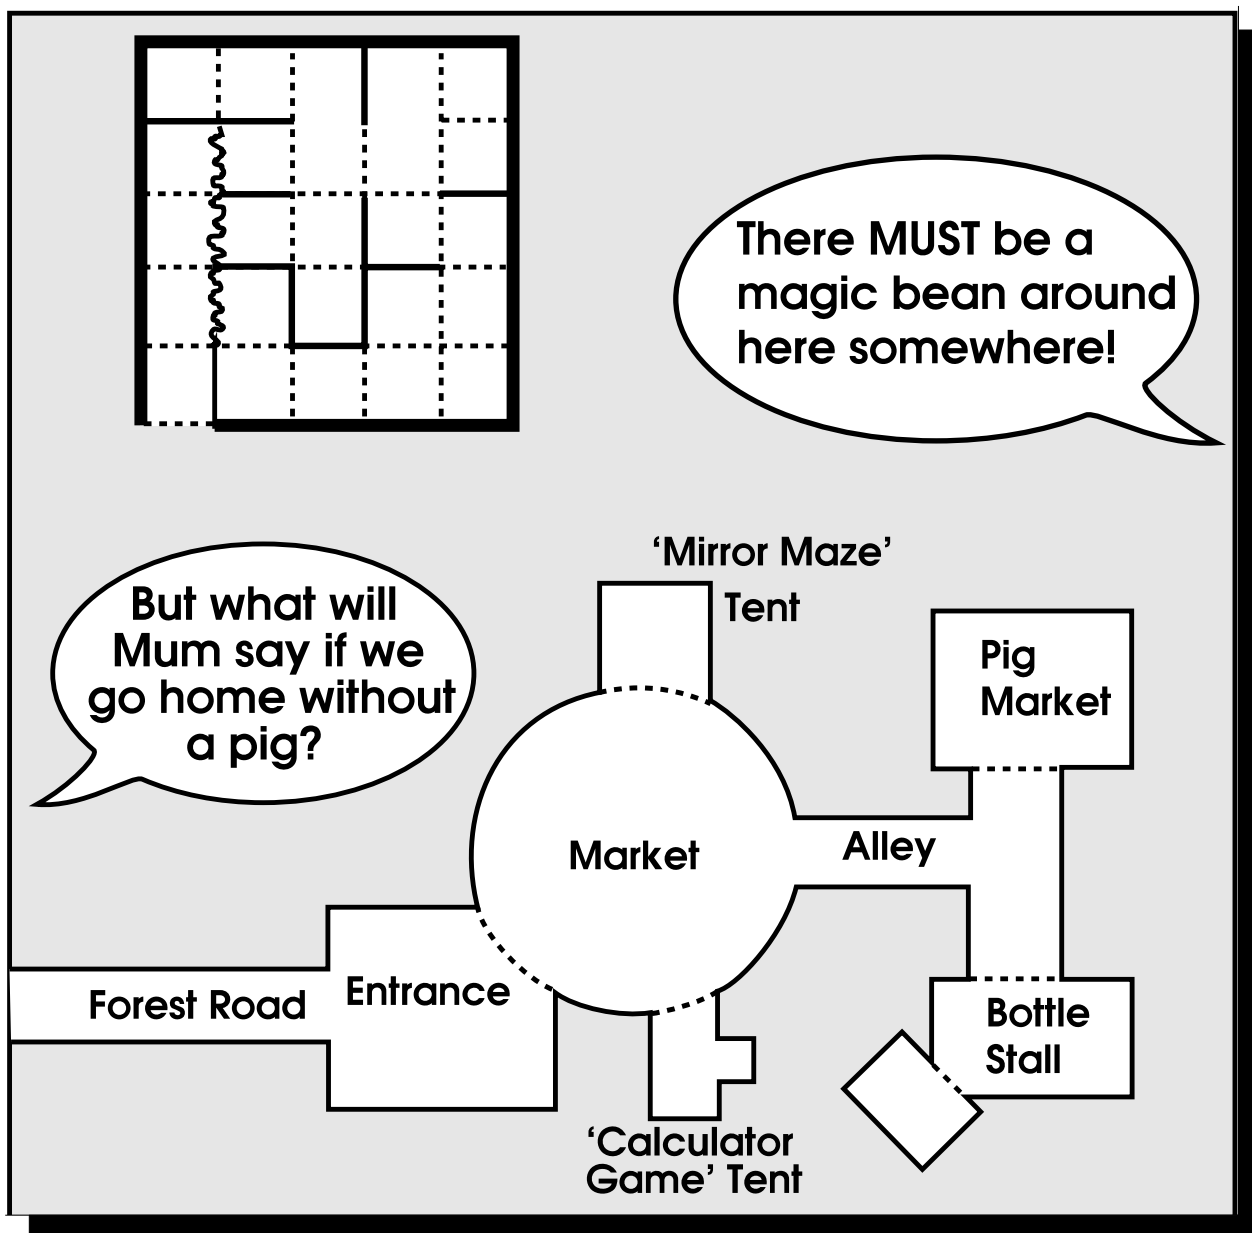 There MUST be a
magic bean around
here somewhere!
But what will
Mum say if we
go home without
a pig?
‘Mirror Maze’
Tent
Pig
Market
Market
Alley
Forest Road
Entrance
Bottle
Stall
‘Calculator
Game’ Tent